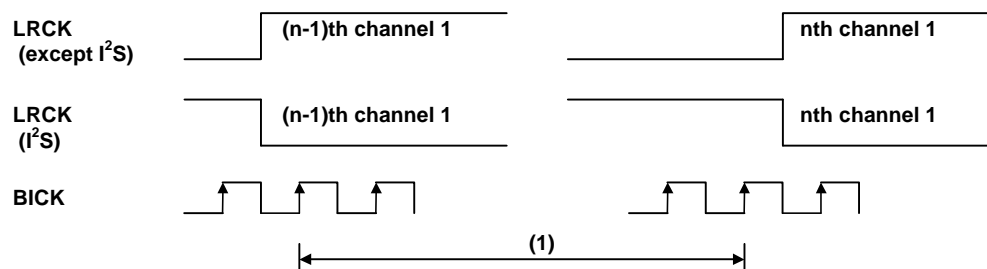 LRCK (n-1)th channel 1 nth channel 1
(except I²S)
LRCK (n-1)th channel 1 nth channel 1
(I²S)
BICK
(1)